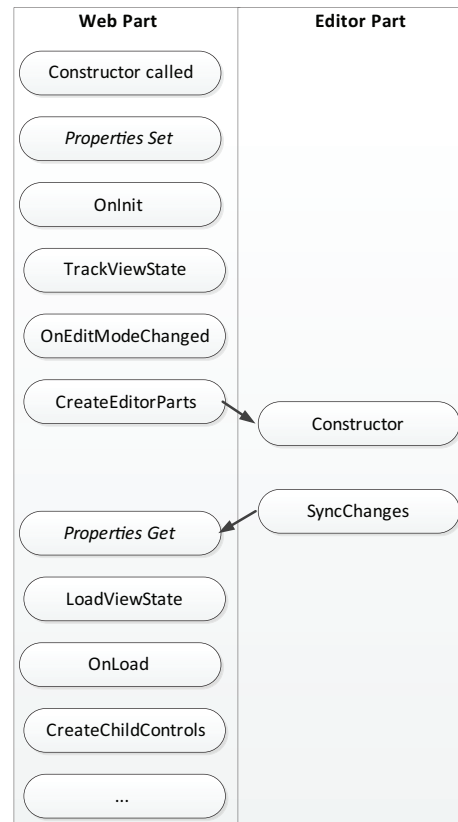 Web Part
Editor Part
Constructor called
Properties Set
OnInit
TrackViewState
OnEditModeChanged
CreateEditorParts
Constructor
SyncChanges
Properties Get
LoadViewState
OnLoad
CreateChildControls
...